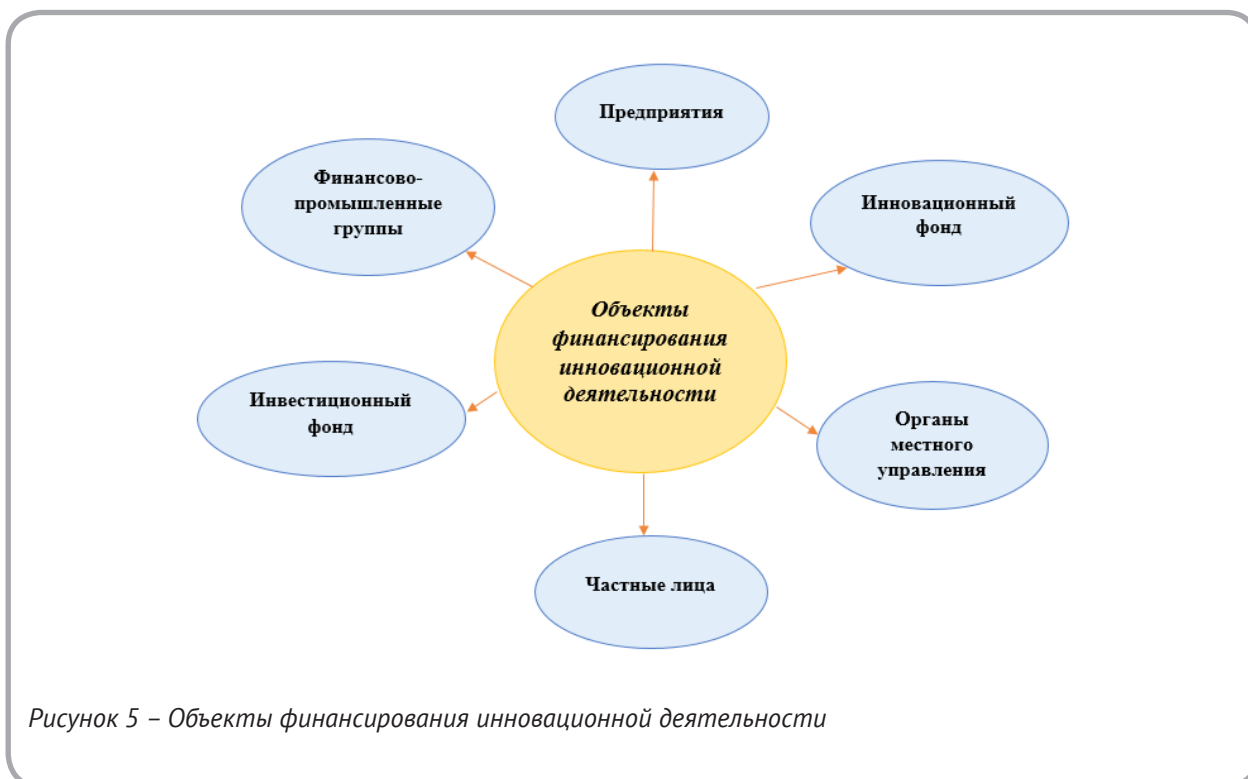 Предприятия
Финансово-
промышленные
группы
Инновационный
фонд
Объекты
финансирования
инновационной
деятельности
Инвестиционный
фонд
Органы
местного
управления
Частные лица
Рисунок 5 – Объекты финансирования инновационной деятельности